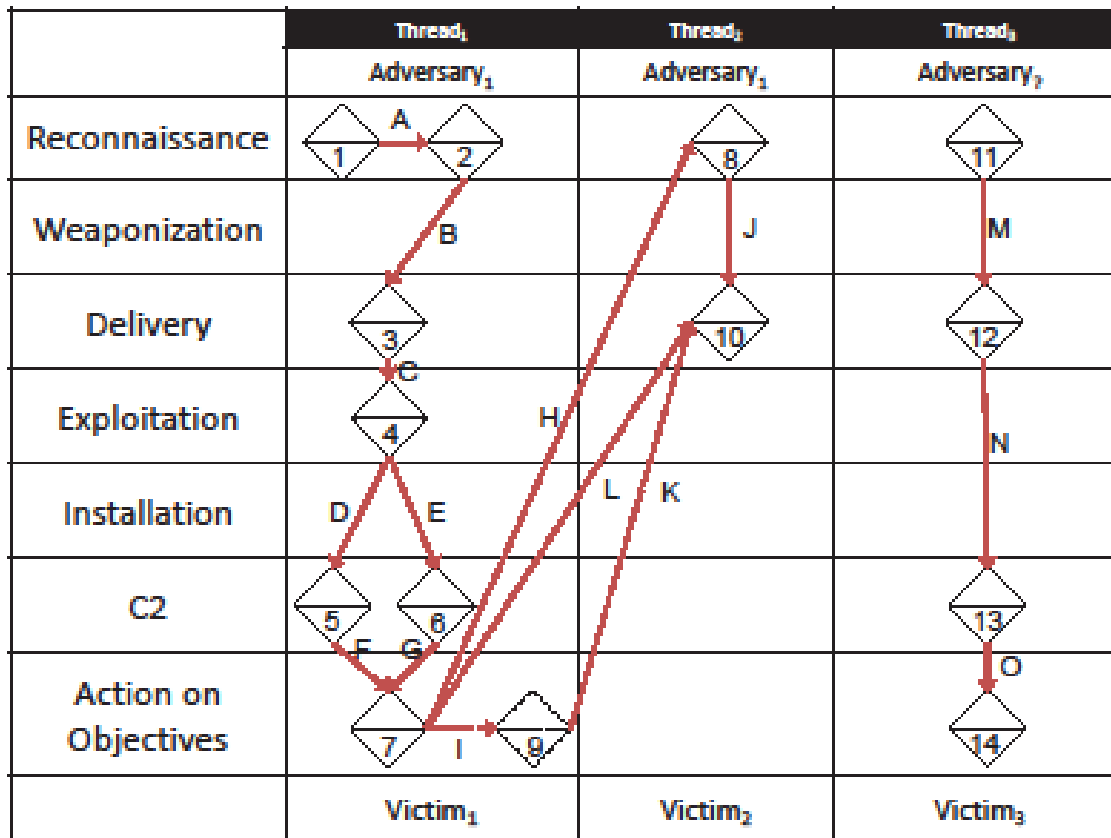 Thread₁ Thread₂ Thread₃
Adversary₁ Adversary₁ Adversary₂
Reconnaissance 1 A 2 8 11
Weaponization B J M
Delivery 3 10 12
C
Exploitation 4 H N
Installation D E L K
C2 5 6 13
F G O
Action on
Objectives 7 I 9 14
Victim₁ Victim₂ Victim₃